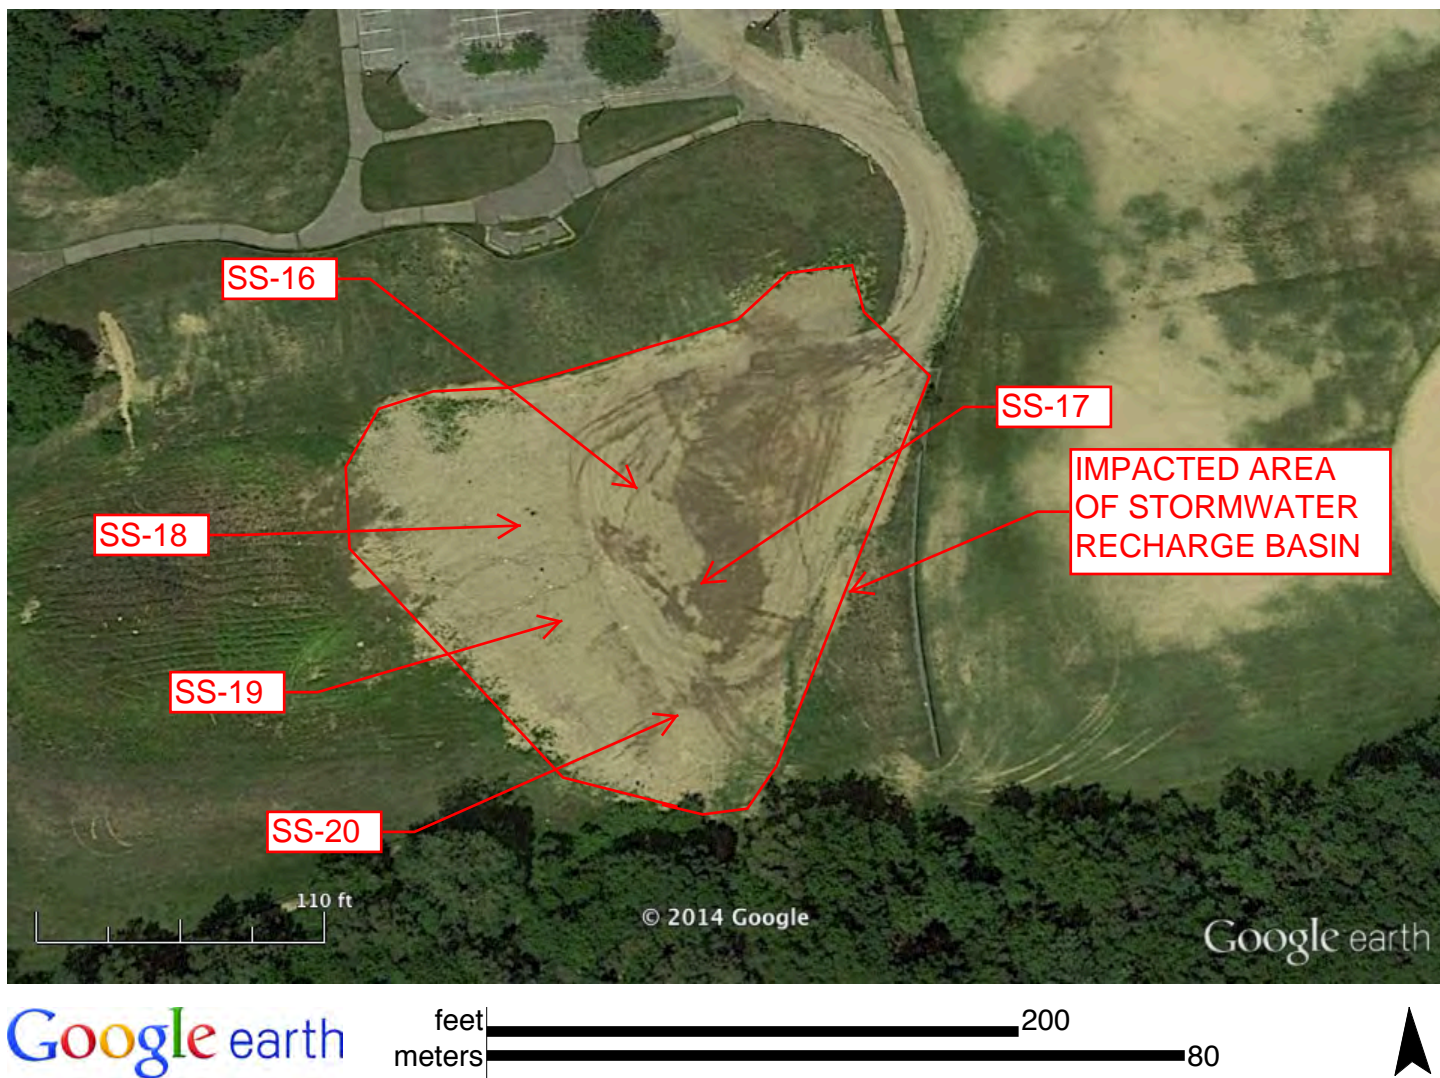 SS-16
SS-17
IMPACTED AREA
OF STORMWATER
RECHARGE BASIN
SS-18
SS-19
SS-20
110 ft
© 2014 Google
Google earth
Google earth
feet 200
meters 80